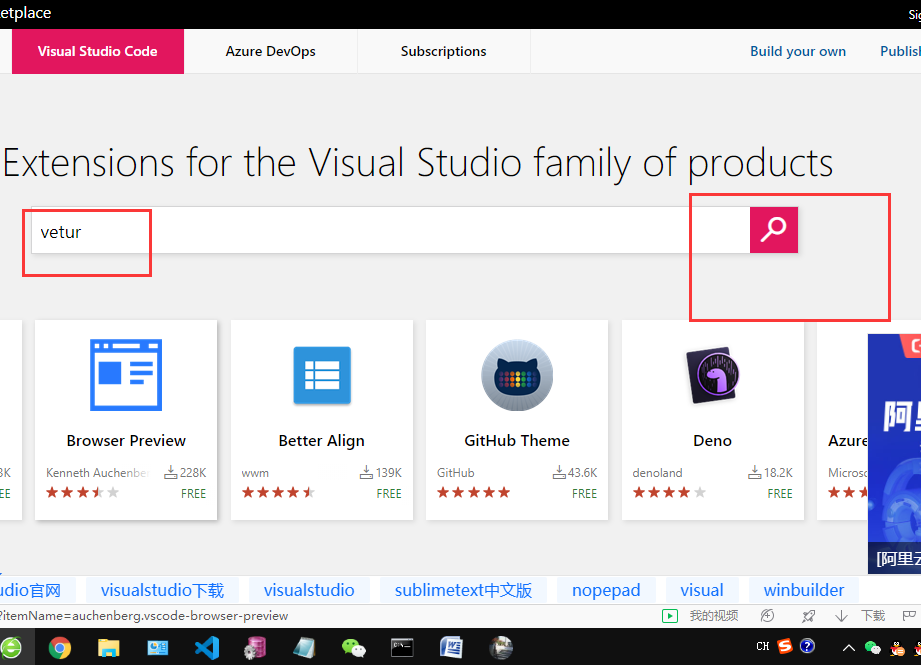 etplace
Sig
Visual Studio Code
Azure DevOps
Subscriptions
Build your own
Publish
Extensions for the Visual Studio family of products
vetur
Browser Preview
Better Align
GitHub Theme
Deno
Azure
3K
Kenneth Auchenbe
228K
wwm
139K
GitHub
43.6K
denoland
18.2K
Microso
EE
FREE
FREE
FREE
FREE
阿里
[阿里云
udio官网
visualstudio下载
visualstudio
sublimetext中文版
nopepad
visual
winbuilder
?itemName=auchenberg.vscode-browser-preview
我的视频
下载
CH